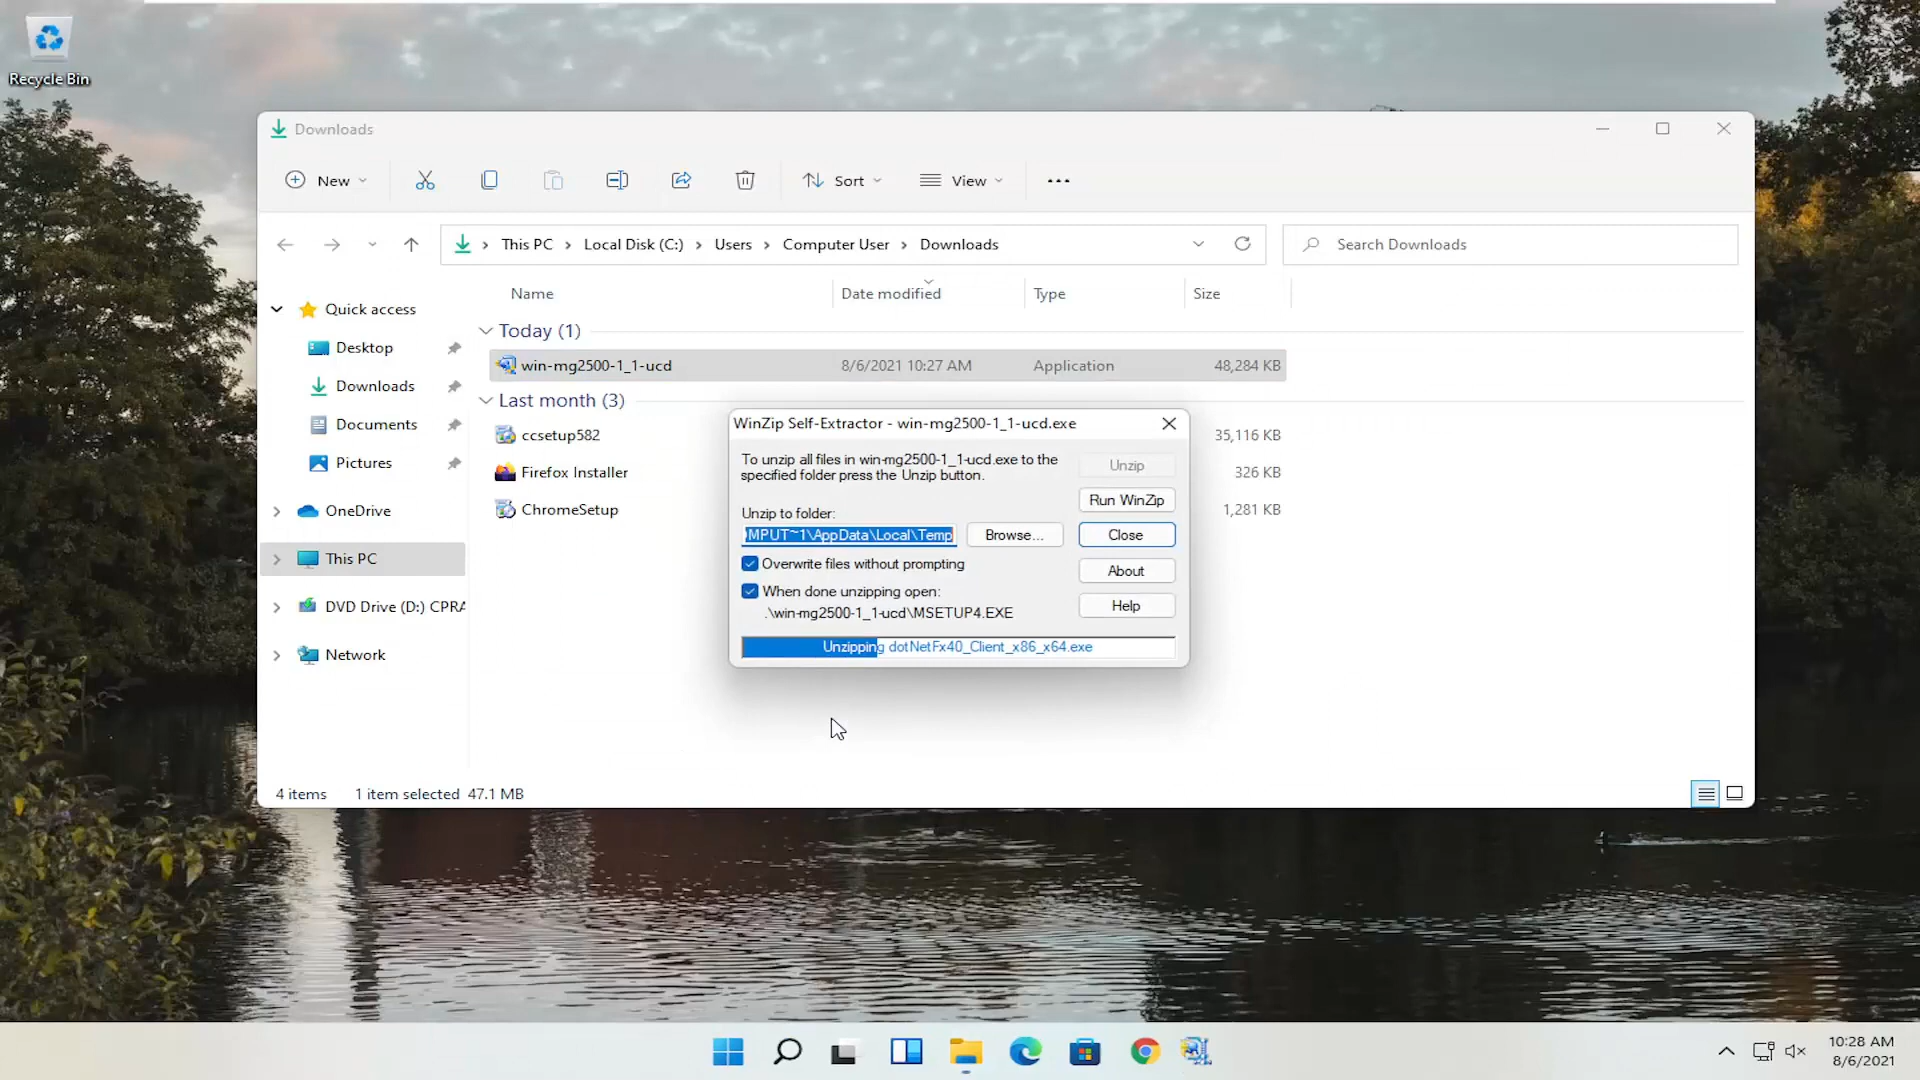 Recycle Bin
Downloads
New
Sort
View
This PC
Local Disk (C:)
Users
Computer User
Downloads
Search Downloads
Name
Date modified
Type
Size
Quick access
Desktop
Downloads
Documents
Pictures
OneDrive
This PC
DVD Drive (D:) CPRA
Network
Today (1)
win-mg2500-1_1-ucd
8/6/2021 10:27 AM
Application
48,284 KB
Last month (3)
ccsetup582
35,116 KB
Firefox Installer
326 KB
ChromeSetup
1,281 KB
WinZip Self-Extractor - win-mg2500-1_1-ucd.exe
To unzip all files in win-mg2500-1_1-ucd.exe to the
specified folder press the Unzip button.
Unzip to folder:
MPUT~1\AppData\Local\Temp
Browse...
Overwrite files without prompting
When done unzipping open:
.\win-mg2500-1_1-ucd\MSETUP4.EXE
Unzip
Run WinZip
Close
About
Help
Unzipping dotNetFx40_Client_x86_x64.exe
4 items
1 item selected 47.1 MB
10:28 AM
8/6/2021